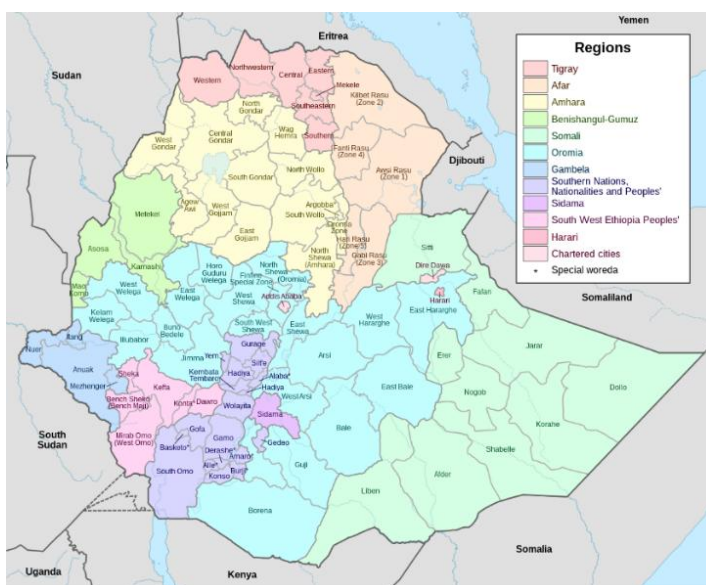 Yemen
Eritrea
Sudan
Regions
Tigray
Afar
Amhara
Benishangul-Gumuz
Somali
Oromia
Gambela
Southern Nations,
Nationalities and Peoples'
Sidama
South West Ethiopia Peoples'
Harari
Chartered cities
* Special woreda
Western
Northwestern
Central
Eastern
Mekele
Southeastern
Southern
Kilbet Rasu
(Zone 2)
North
Gondar
West
Gondar
Central
Gondar
Wag
Hemra
Fanti Rasu
(Zone 4)
Awsi Rasu
(Zone 1)
Djibouti
South Gondar
North Wollo
Agew
Awi
West
Gojjam
East
Gojjam
South Wollo
Argobba*
Oromia
Zone
Hari Rasu
(Zone 5)
Gabi Rasu
(Zone 3)
North
Shewa
(Amhara)
Metekel
Asosa
Kamashi
Mao
Komo
Sitti
Dire Dawa
Harari
Fafan
Somaliland
West
Welega
Horo
Guduru
Welega
East
Welega
Kelam
Welega
North
Shewa
(Oromia)
Finfine
Special Zone
Addis Ababa
West
Shewa
South West
Shewa
East
Shewa
West
Hararghe
East Hararghe
Illubabor
Buno
Bedele
Jimma
Yem
Gurage
Silt'e
Hadiya
Kembata
Tembaro
Alaba*
Hadiya
West Arsi
Arsi
East Bale
Bale
Erer
Jarar
Nogob
Dollo
Korahe
Shabelle
Afder
Liben
Nuer
Itang
Anuak
Mezhenger
Sheka
Keffa
Bench Sheko
(Bench Maji)
Konta*
Dawro
Wolayita
Sidama
Mirab Omo
(West Omo)
Gofa
Gamo
Gedeo
Basketo*
Derashe*
Amaro*
Alle*
Burji*
Konso
South Omo
Guji
Borena
South
Sudan
Uganda
Kenya
Somalia